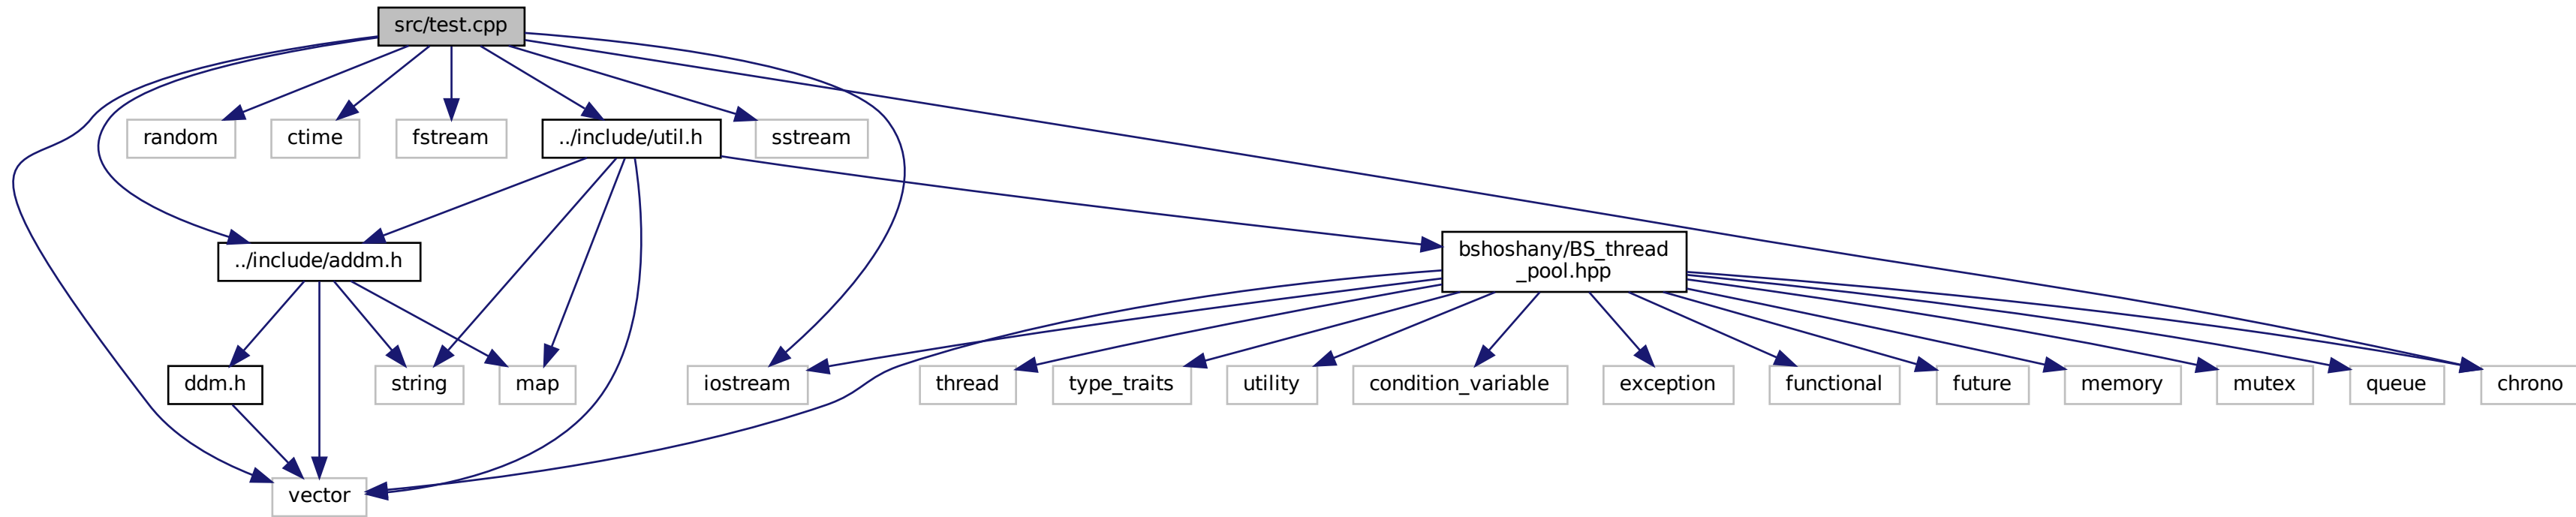 src/test.cpp
random
ctime
fstream
../include/util.h
sstream
../include/addm.h
bshoshany/BS_thread
_pool.hpp
ddm.h
string
map
iostream
thread
type_traits
utility
condition_variable
exception
functional
future
memory
mutex
queue
chrono
vector